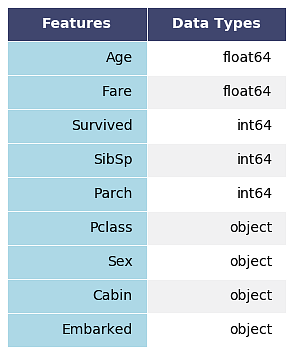 Features Data Types
Age float64
Fare float64
Survived int64
SibSp int64
Parch int64
Pclass object
Sex object
Cabin object
Embarked object